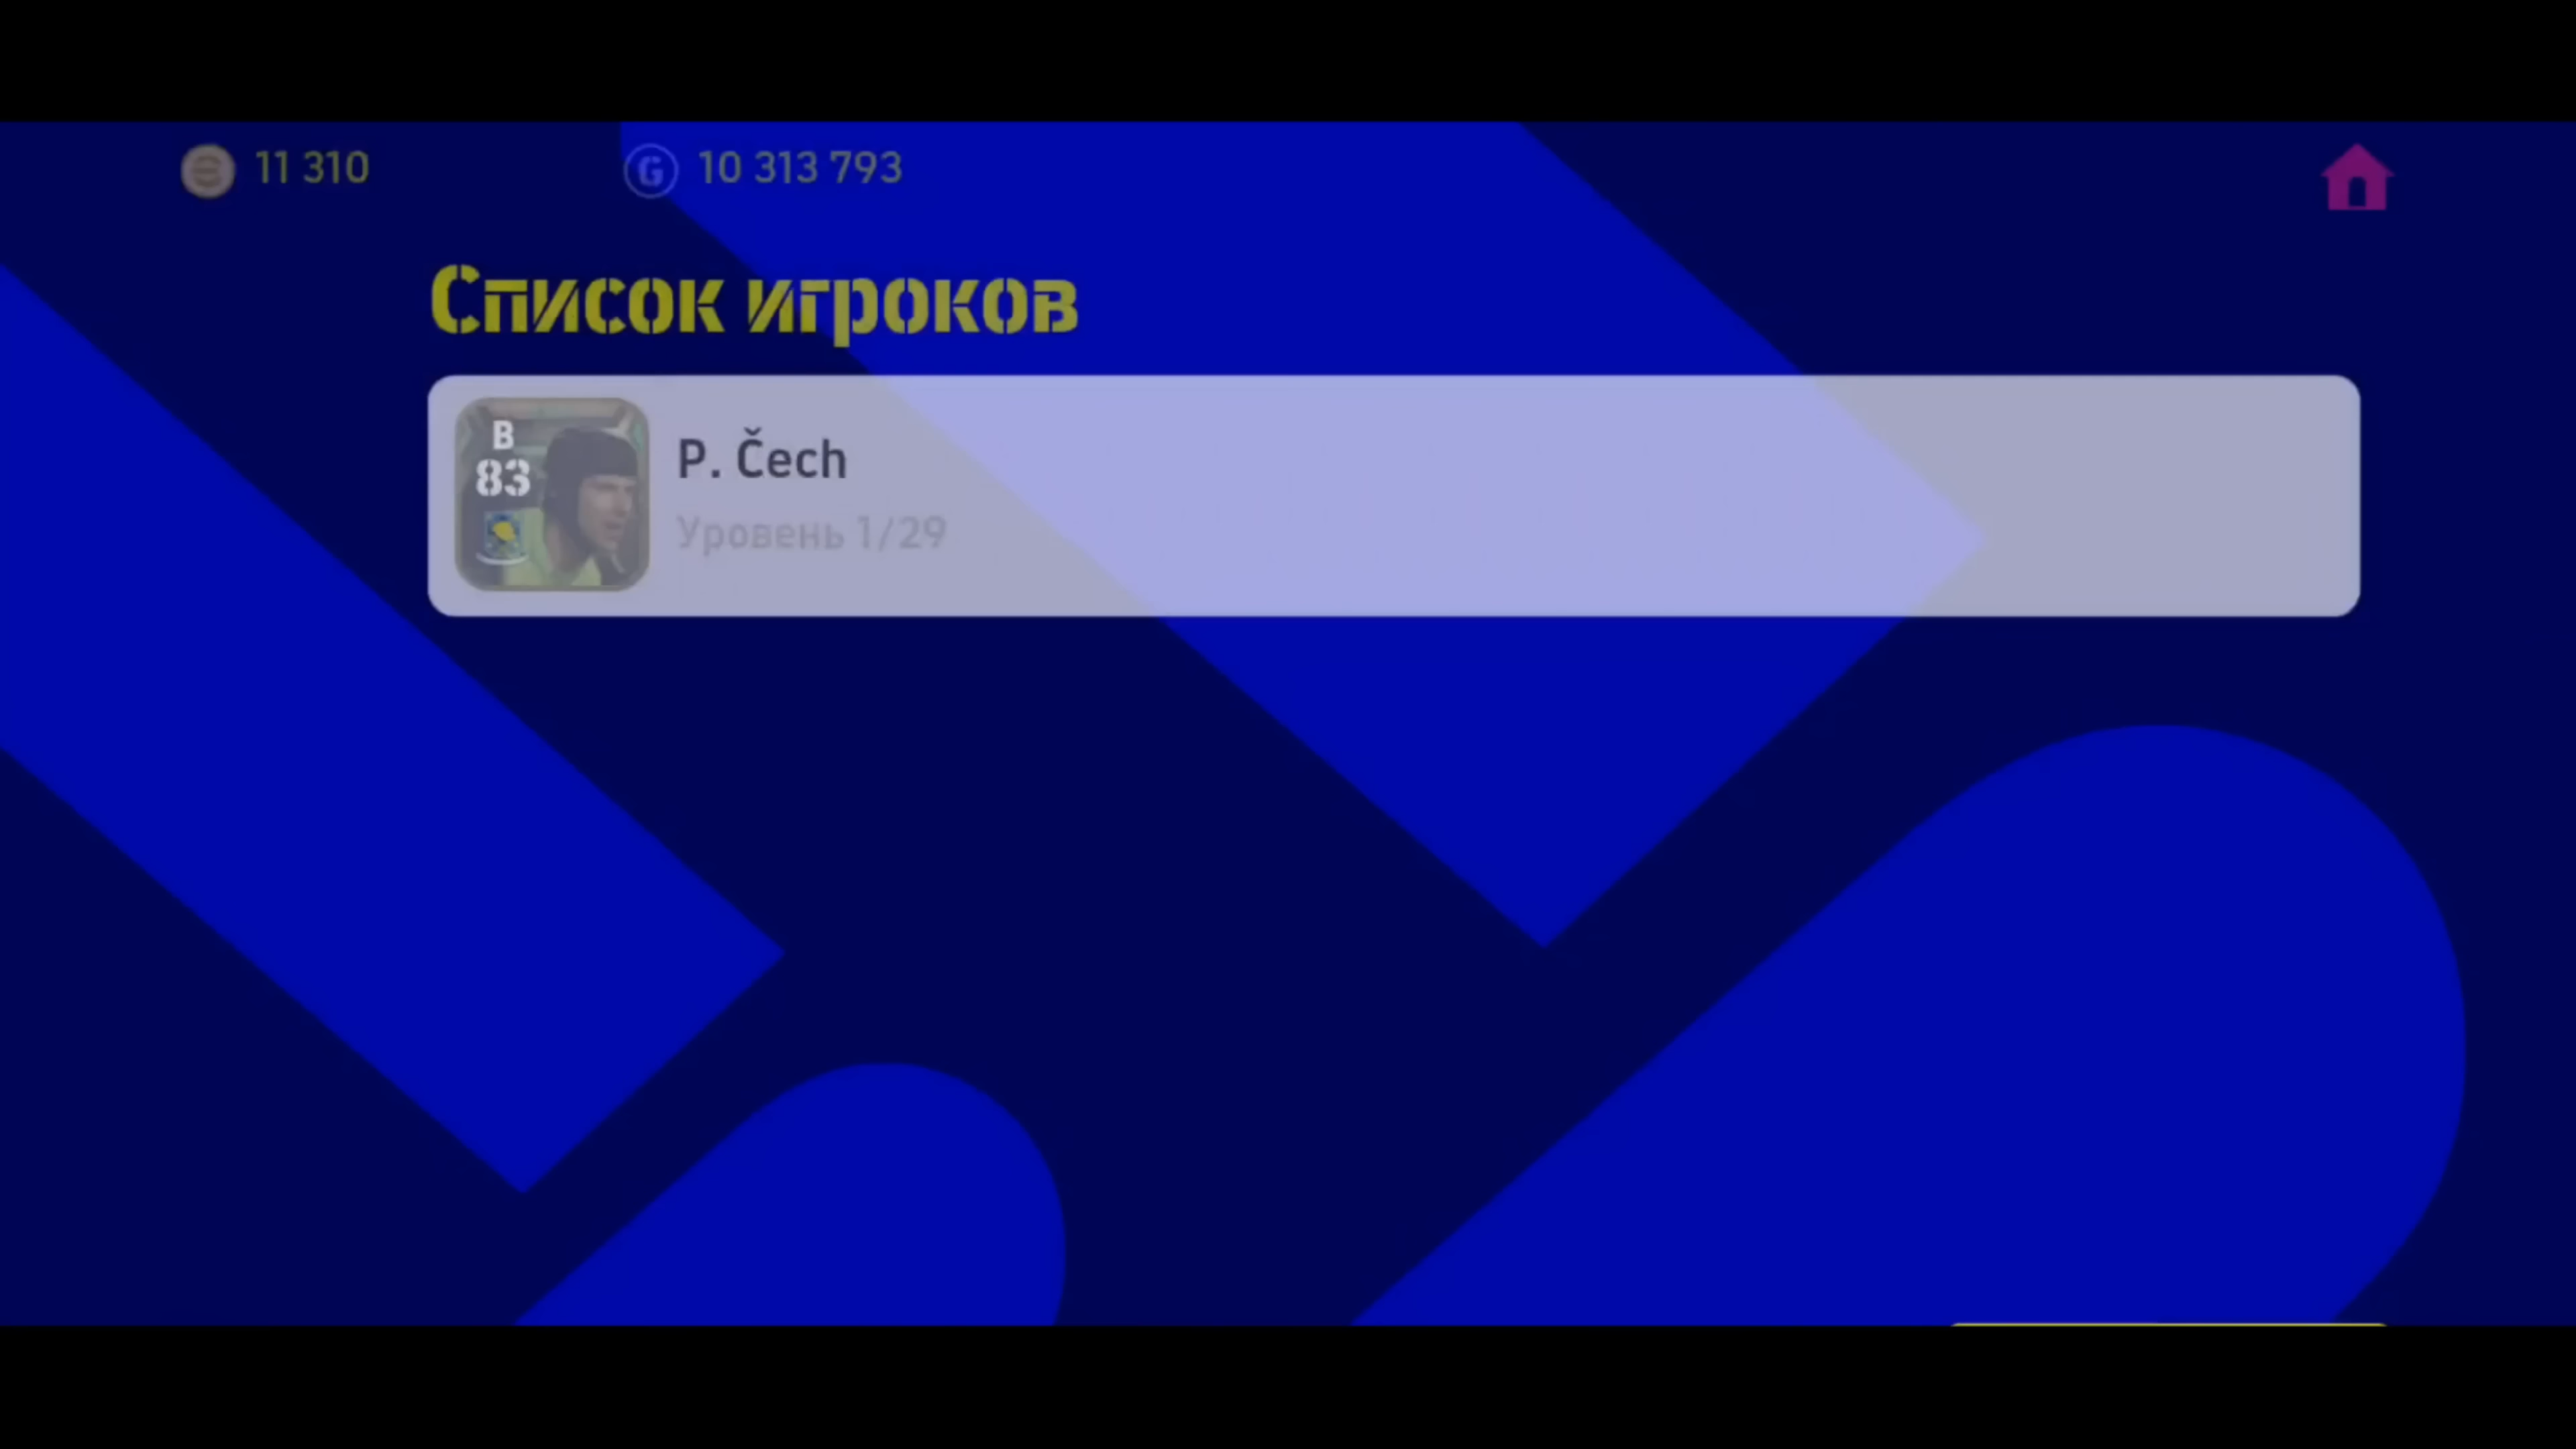 11 310
G 10 313 793
Список игроков
В
83
P. Čech
Уровень 1/29